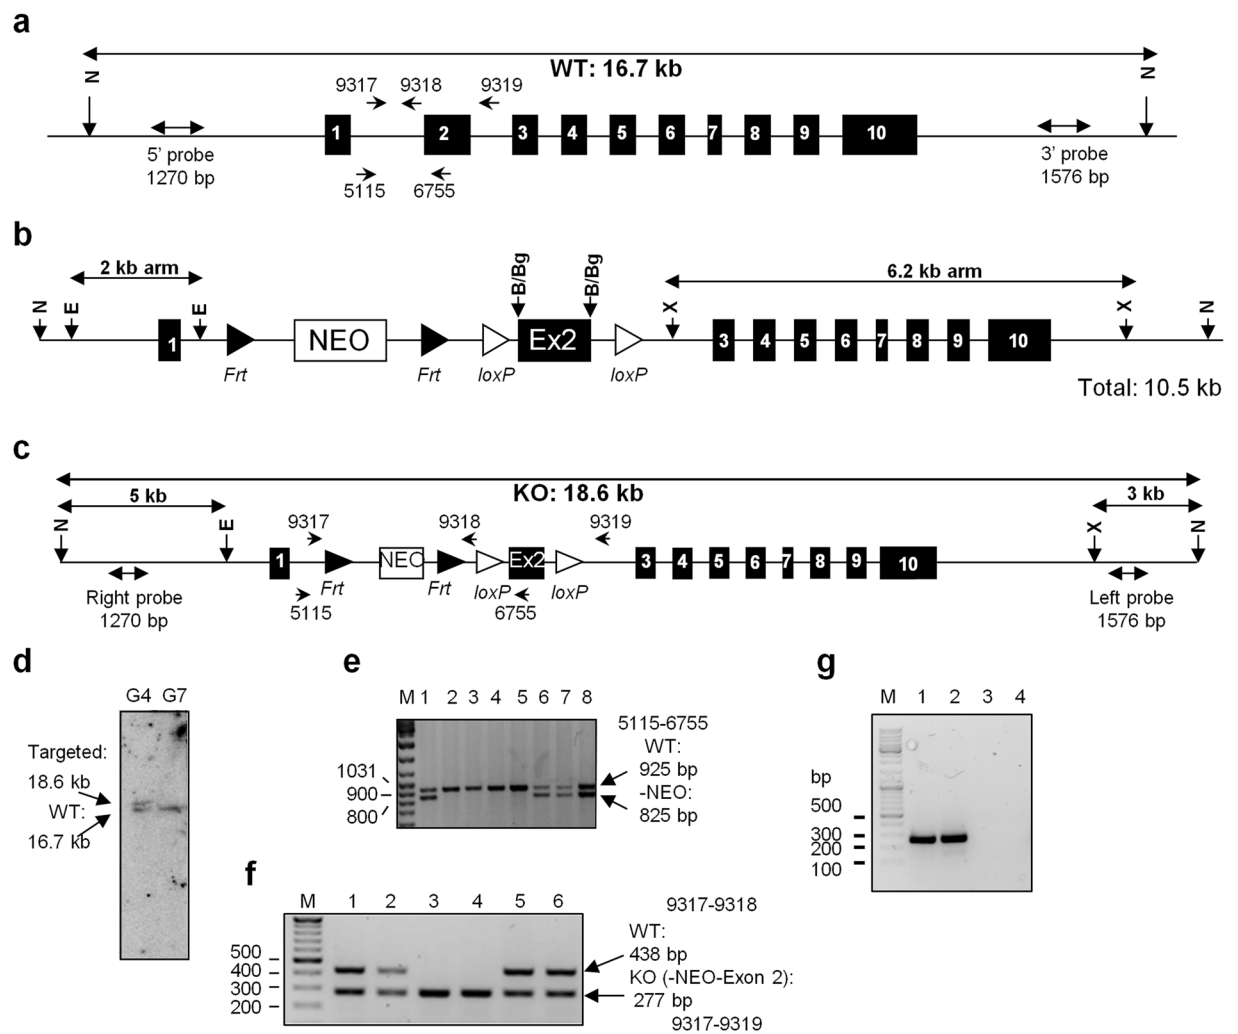 a
WT: 16.7 kb
N
N
9317
9318
9319
1
2
3
4
5
6
7
8
9
10
5' probe
1270 bp
5115
6755
3' probe
1576 bp
b
2 kb arm
B/Bg
B/Bg
6.2 kb arm
N
E
E
X
X
N
1
NEO
Ex2
3
4
5
6
7
8
9
10
Frt
Frt
loxP
loxP
Total: 10.5 kb
c
KO: 18.6 kb
5 kb
3 kb
N
E
9317
9318
9319
X
N
1
NEO
Ex2
3
4
5
6
7
8
9
10
Frt
Frt
loxP
loxP
Right probe
1270 bp
5115
6755
Left probe
1576 bp
d
G4 G7
Targeted:
18.6 kb
WT:
16.7 kb
e
M 1 2 3 4 5 6 7 8
1031
900
800
5115-6755
WT:
925 bp
-NEO:
825 bp
f
M 1 2 3 4 5 6
500
400
300
200
9317-9318
WT:
438 bp
KO (-NEO-Exon 2):
277 bp
9317-9319
g
M 1 2 3 4
bp
500
300
200
100